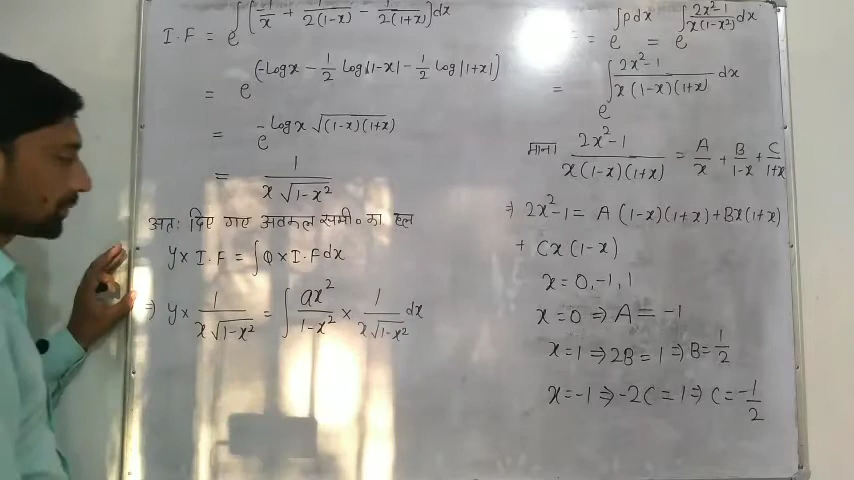 I.F = e^{∫[-1/x + 1/2(1-x) - 1/2(1+x)]dx}
= e^{(-logx - 1/2 log|1-x| - 1/2 log|1+x|]}
= e^{-logx √(1-x)(1+x)}
= 1/x√1-x²
अतः दिए गए अवकल समी० का हल
y× I.F = ∫Q× I.F dx
⇒ y× 1/x√1-x² = ∫ax²/1-x² × 1/x√1-x² dx
= e^{∫pdx} = e^{∫2x²-1/x(1-x²) dx}
= e^{∫2x²-1/x(1-x)(1+x) dx}
माना 2x²-1/x(1-x)(1+x) = A/x + B/1-x + C/1+x
⇒ 2x²-1 = A(1-x)(1+x)+Bx(1+x)
+ Cx(1-x)
x = 0,-1,1
x=0 ⇒ A = -1
x=1 ⇒ 2B = 1 ⇒ B= 1/2
x=-1 ⇒ -2C = 1 ⇒ C = -1/2